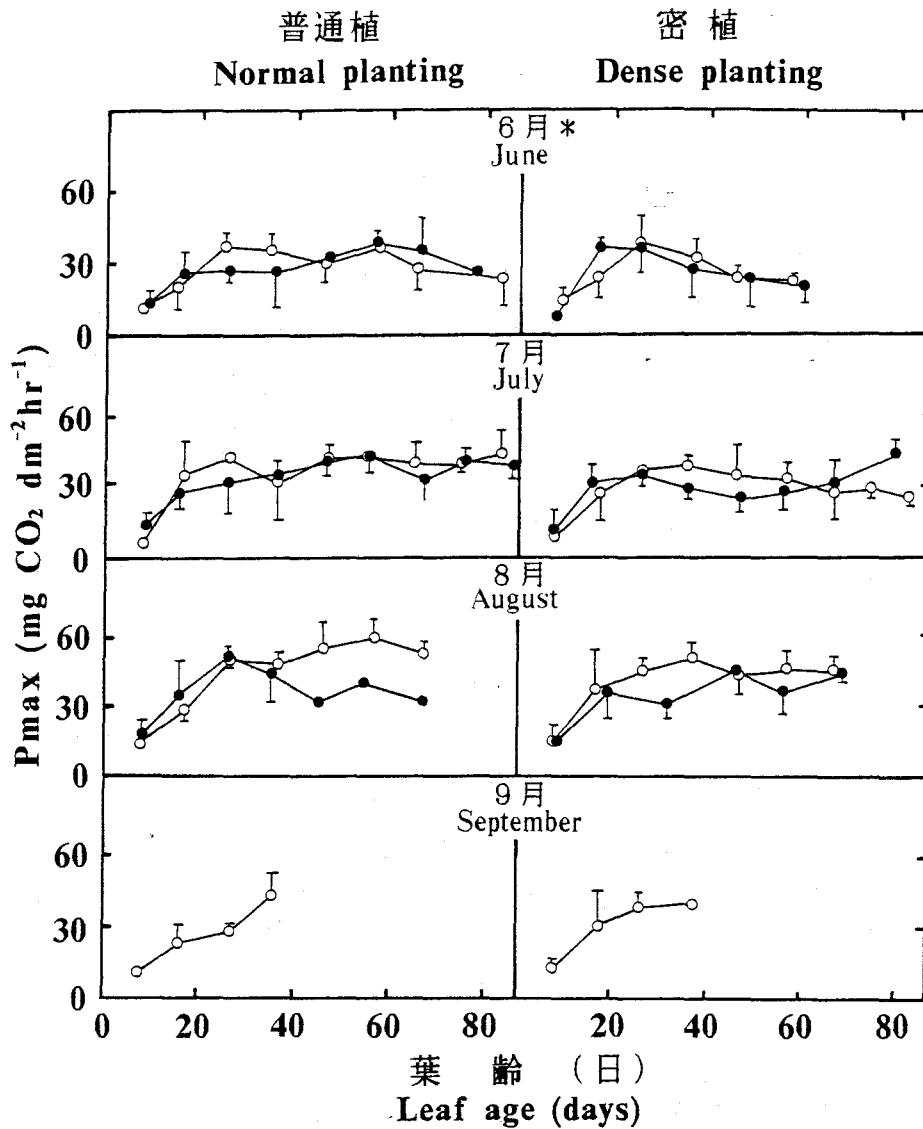 普通植
Normal planting
密植
Dense planting
6月*
June
60
30
0
7月
July
60
30
0
8月
August
60
30
0
9月
September
60
30
0
Pmax (mg CO₂ dm⁻²hr⁻¹)
0 20 40 60 80 20 40 60 80
葉 齢 (日)
Leaf age (days)